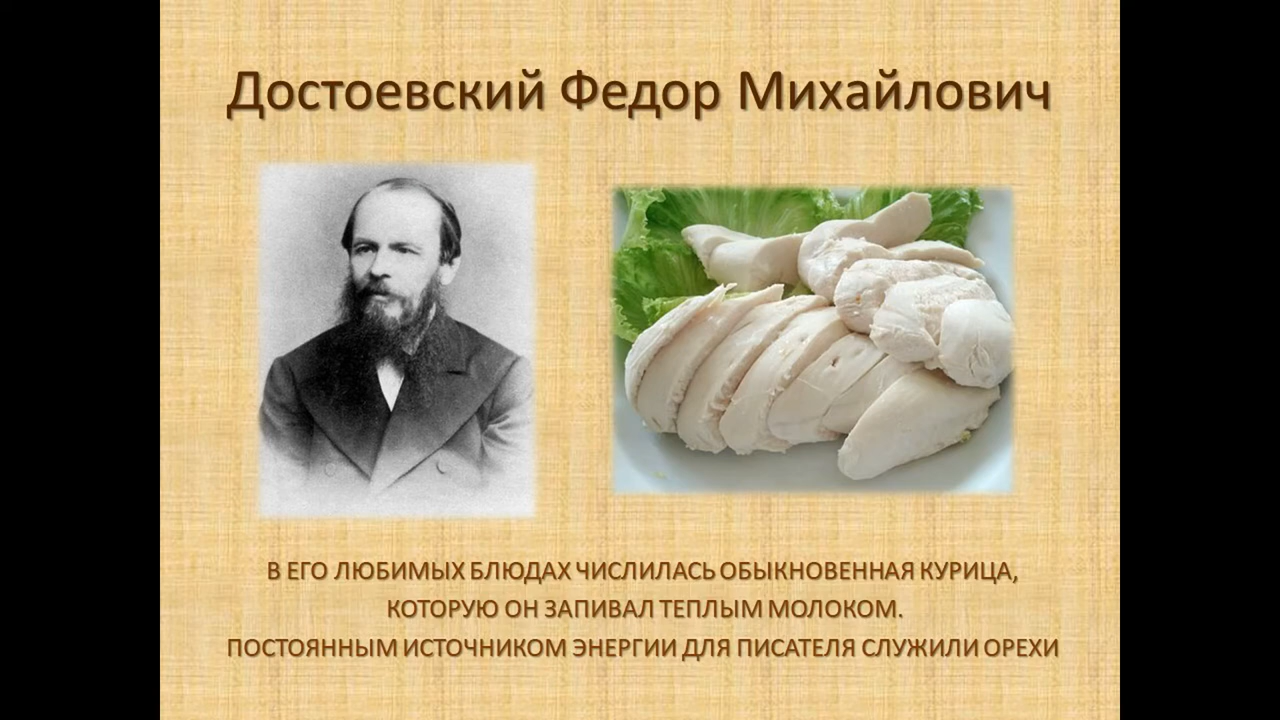 Достоевский Федор Михайлович
В ЕГО ЛЮБИМЫХ БЛЮДАХ ЧИСЛИЛАСЬ ОБЫКНОВЕННАЯ КУРИЦА,
КОТОРУЮ ОН ЗАПИВАЛ ТЕПЛЫМ МОЛОКОМ.
ПОСТОЯННЫМ ИСТОЧНИКОМ ЭНЕРГИИ ДЛЯ ПИСАТЕЛЯ СЛУЖИЛИ ОРЕХИ